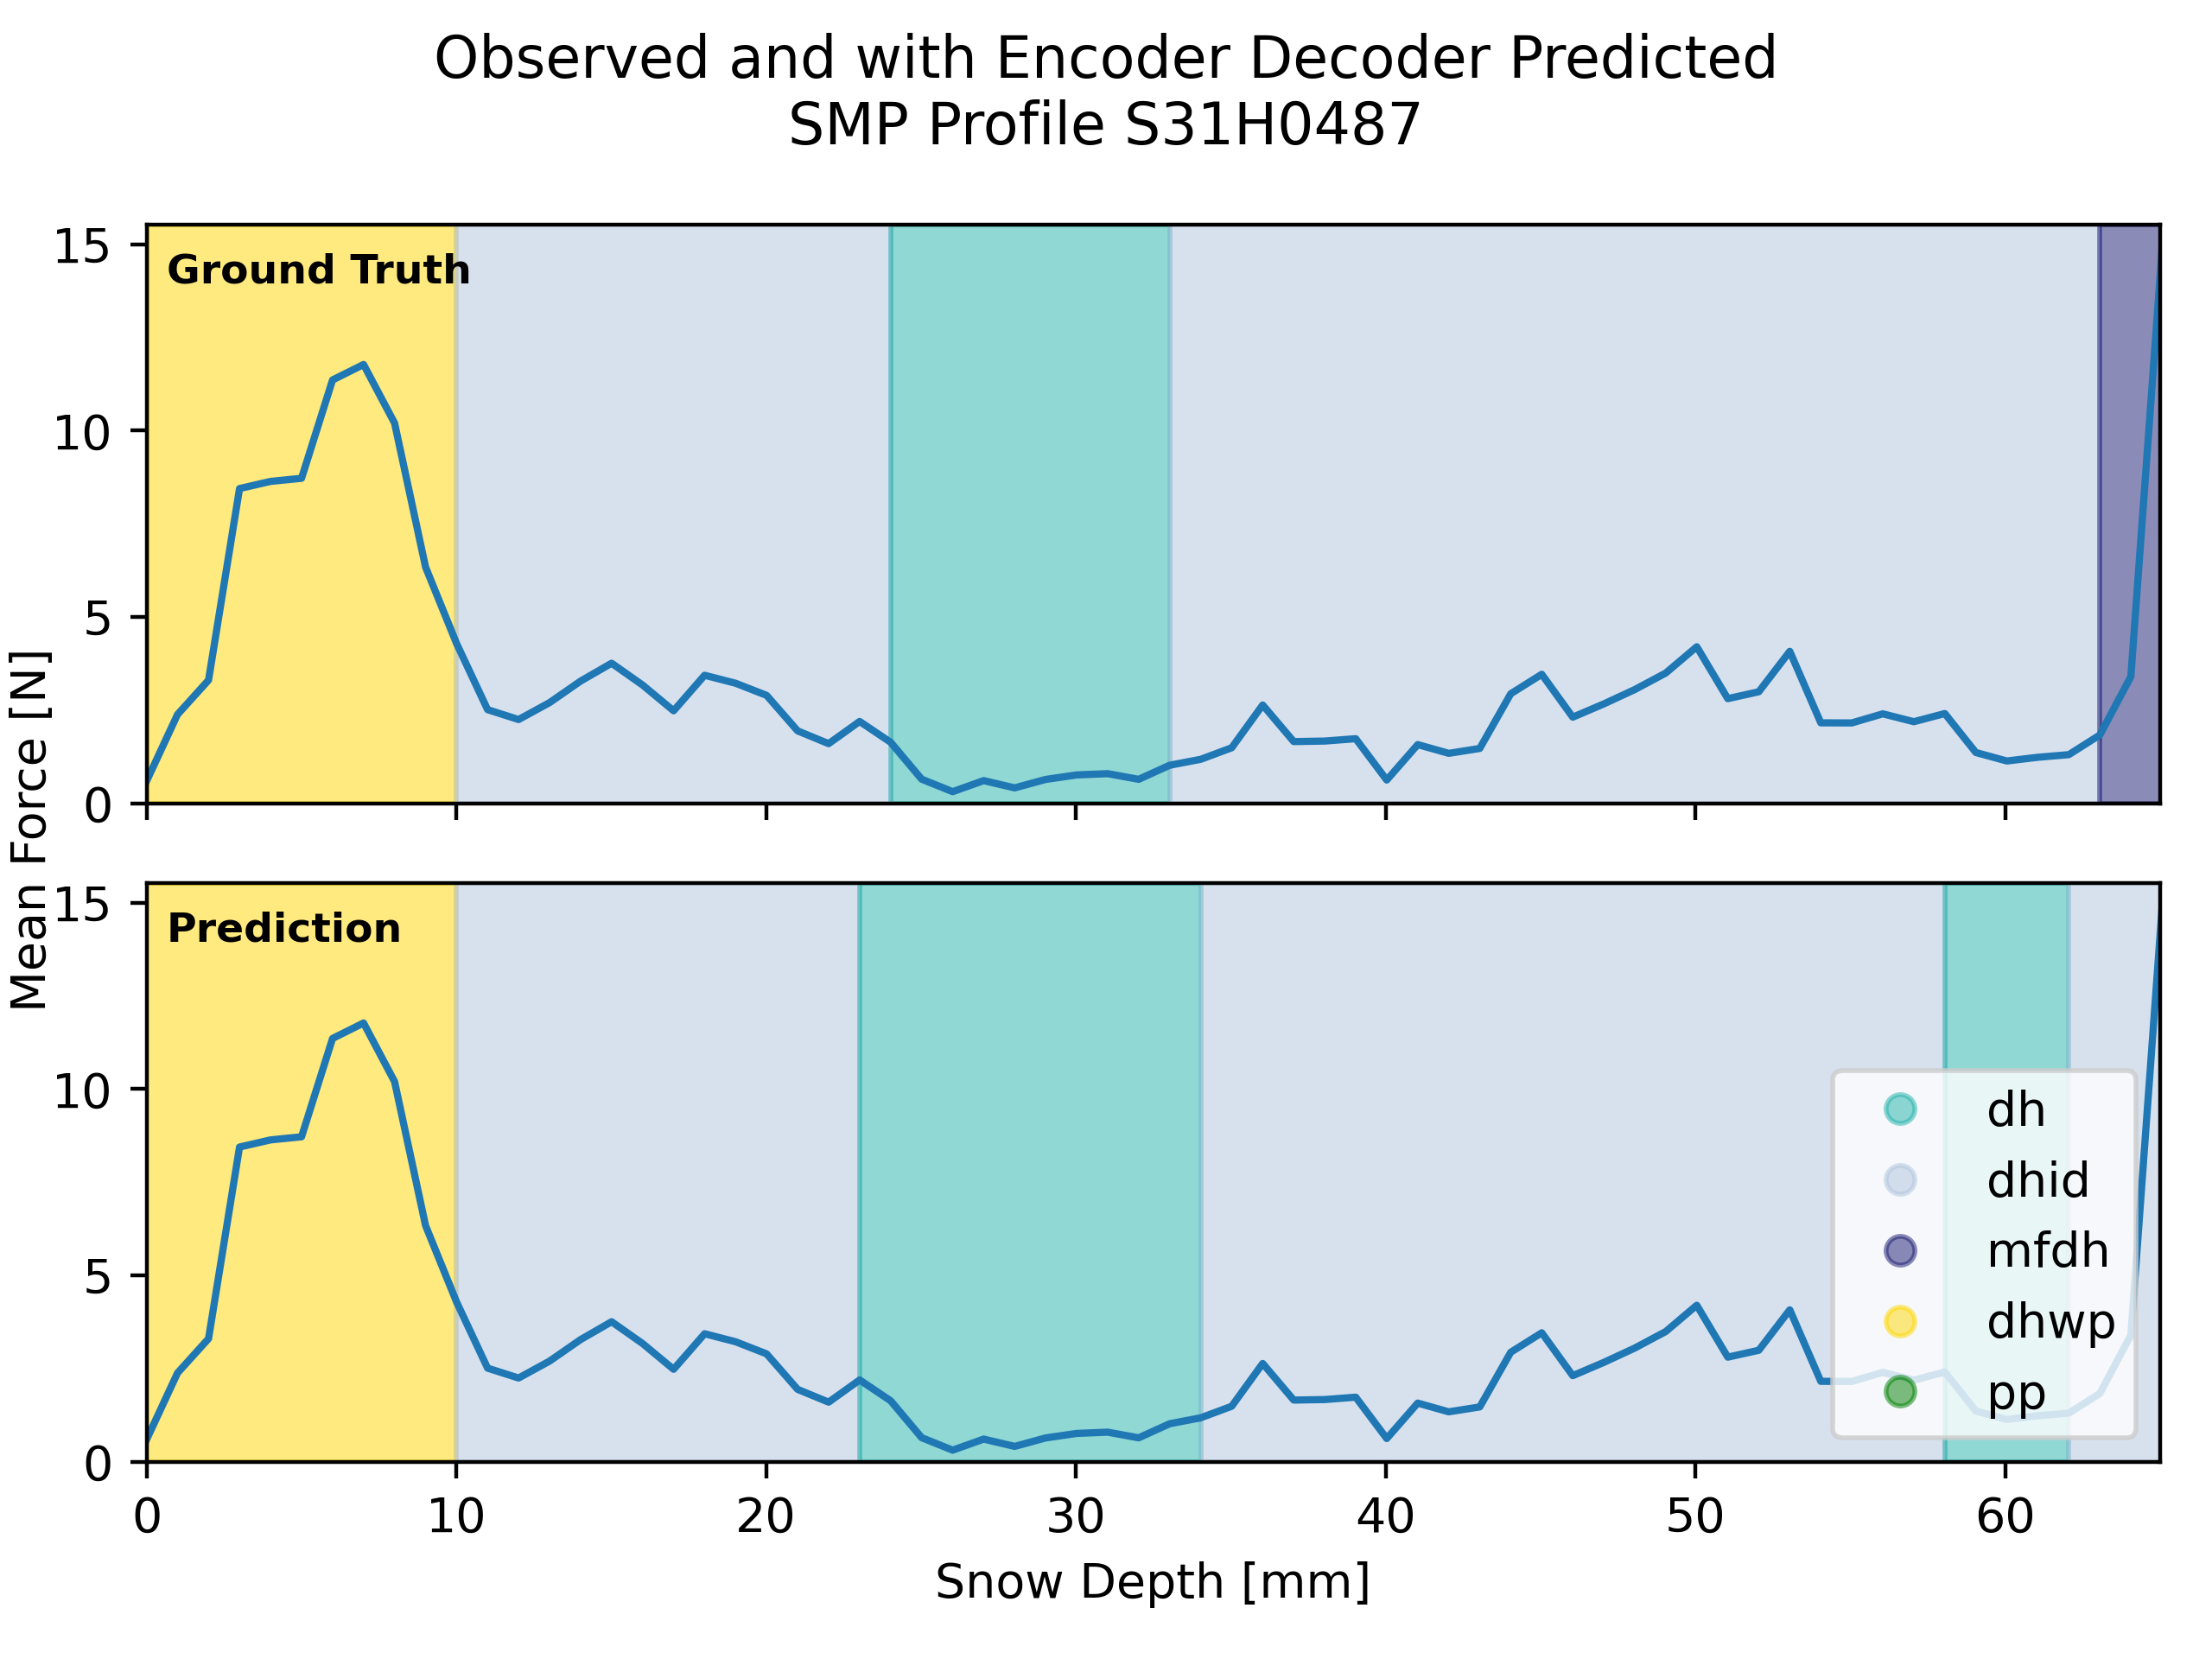 Observed and with Encoder Decoder Predicted
SMP Profile S31H0487
Mean Force [N]
15
10
5
0
Ground Truth
15
10
5
0
Prediction
dh
dhid
mfdh
dhwp
pp
0 10 20 30 40 50 60
Snow Depth [mm]